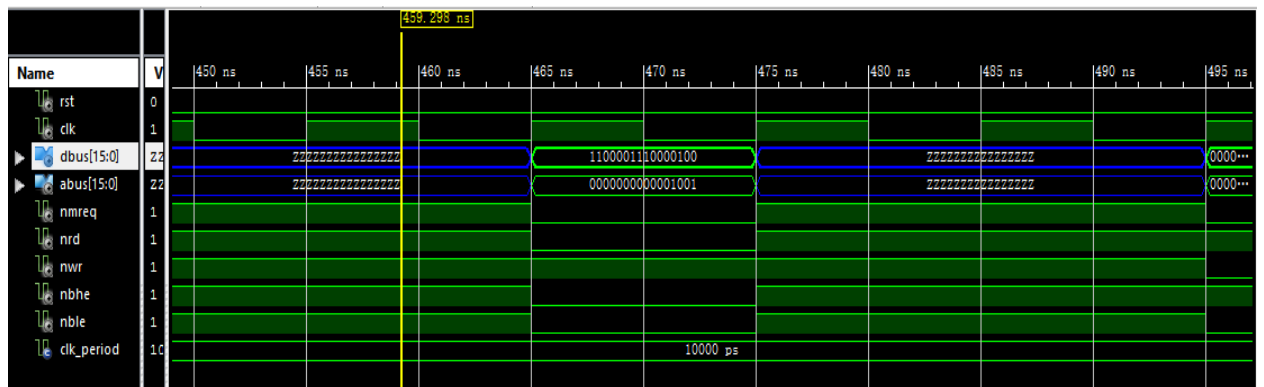 459.298 ns
Name V 450 ns 455 ns 460 ns 465 ns 470 ns 475 ns 480 ns 485 ns 490 ns 495 ns
rst 0
clk 1
dbus[15:0] ZZ ZZZZZZZZZZZZZZZZ 1100001110000100 ZZZZZZZZZZZZZZZZ 0000···
abus[15:0] ZZ ZZZZZZZZZZZZZZZZ 0000000000001001 ZZZZZZZZZZZZZZZZ 0000···
nmreq 1
nrd 1
nwr 1
nbhe 1
nble 1
clk_period 10 10000 ps